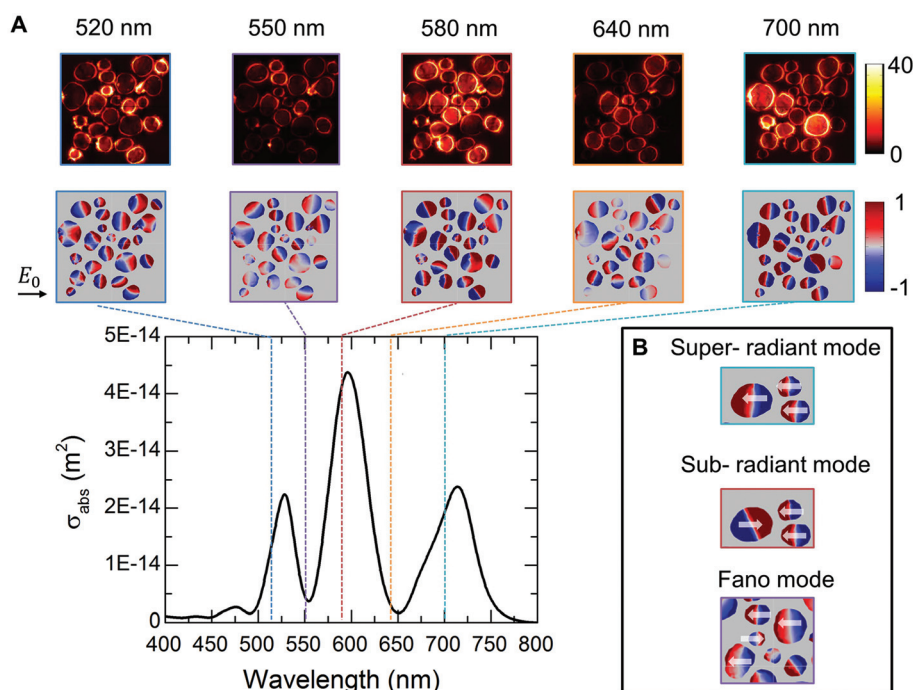 A
520 nm 550 nm 580 nm 640 nm 700 nm
40
0
1
-1
E₀
5E-14
4E-14
3E-14
2E-14
1E-14
0
σabs (m²)
400 450 500 550 600 650 700 750 800
Wavelength (nm)
B
Super- radiant mode
Sub- radiant mode
Fano mode